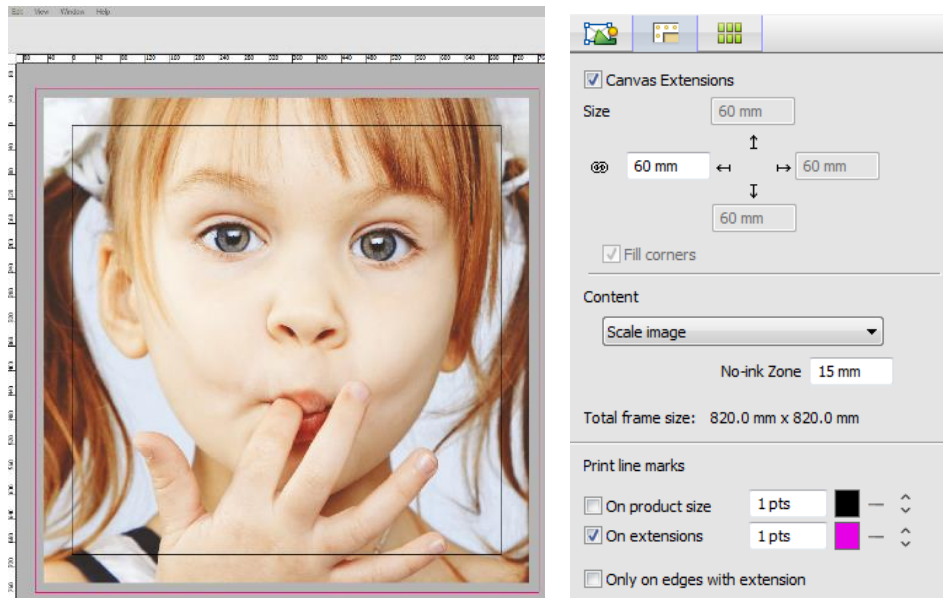 Edit View Window Help
Canvas Extensions
Size
60 mm
60 mm
60 mm
60 mm
Fill corners
Content
Scale image
No-ink Zone 15 mm
Total frame size: 820.0 mm x 820.0 mm
Print line marks
On product size 1 pts
On extensions 1 pts
Only on edges with extension